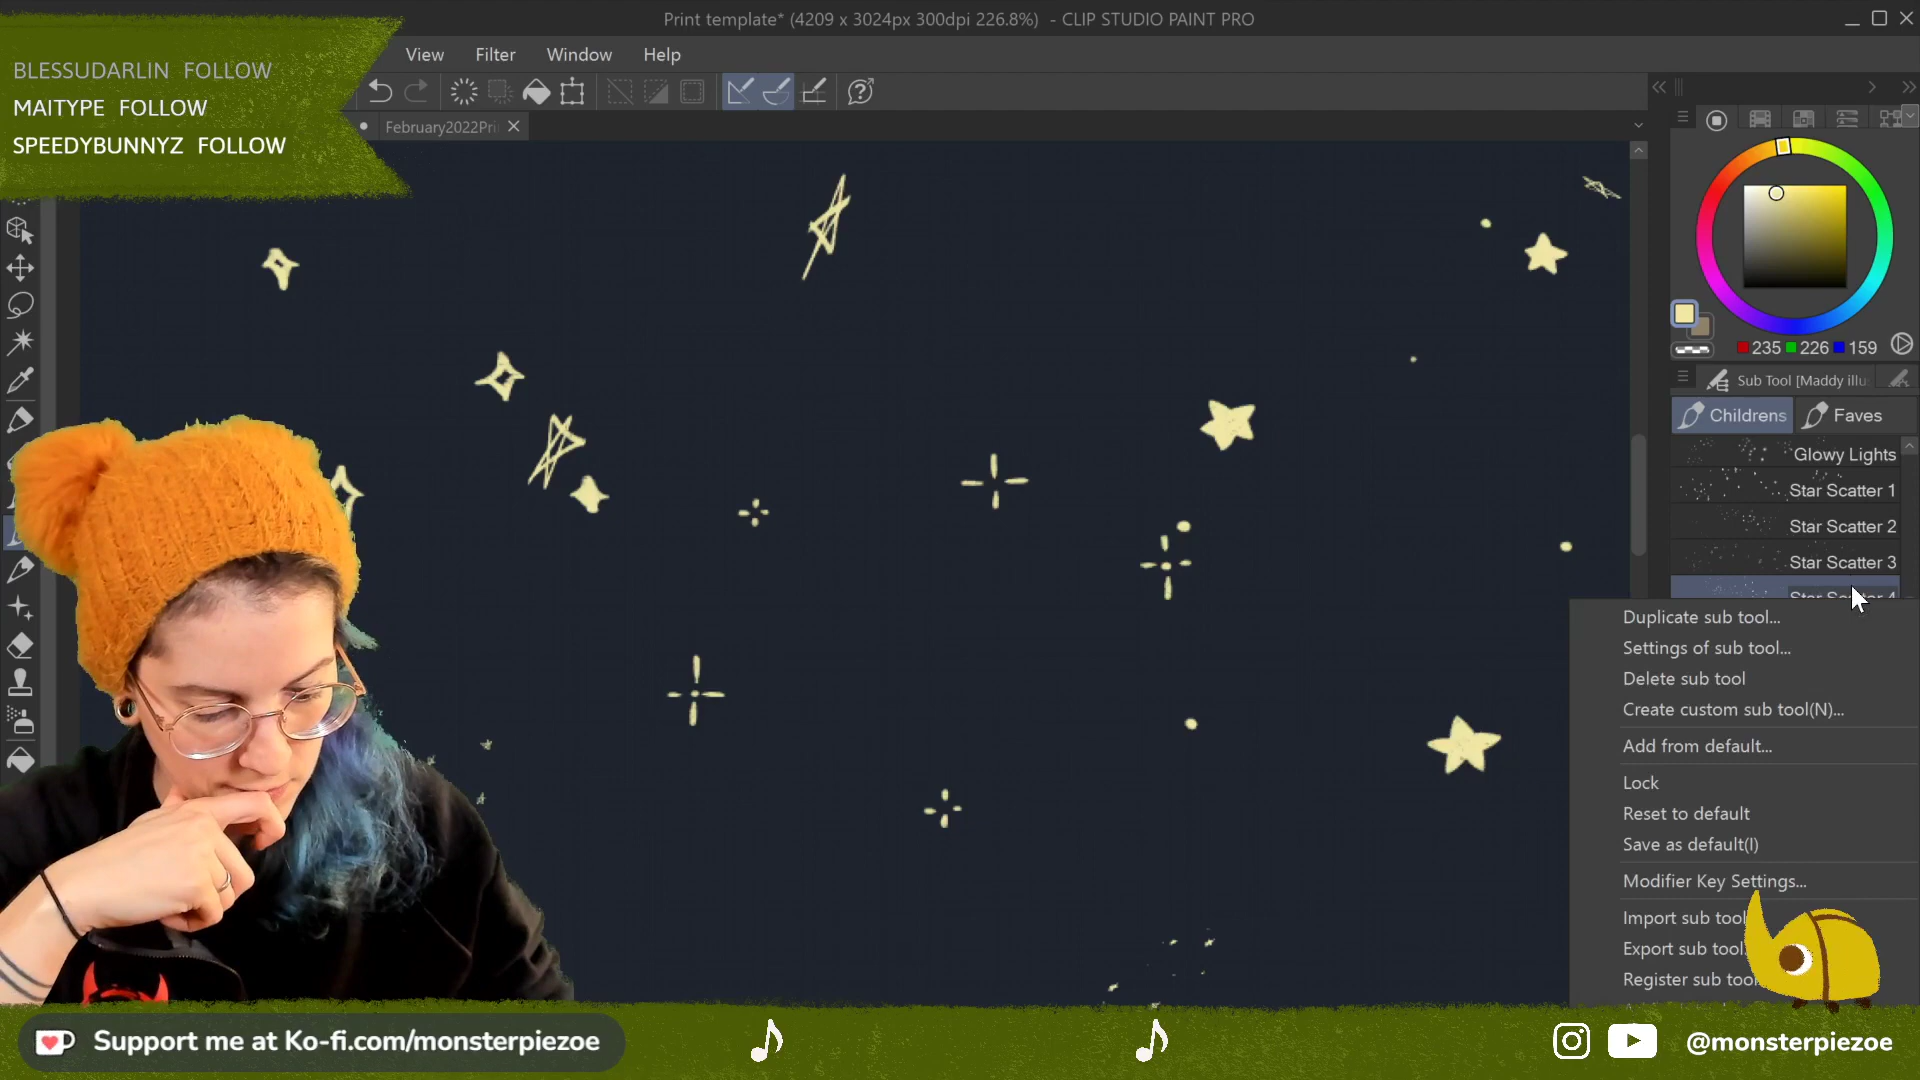 Print template* (4209 x 3024px 300dpi 226.8%) - CLIP STUDIO PAINT PRO
View Filter Window Help
BLESSUDARLIN FOLLOW
MAITYPE FOLLOW
SPEEDYBUNNYZ FOLLOW
February2022Pri
235 226 159
Sub Tool [Maddy illu
Childrens Faves
Glowy Lights
Star Scatter 1
Star Scatter 2
Star Scatter 3
Star Scatter 4
Duplicate sub tool...
Settings of sub tool...
Delete sub tool
Create custom sub tool(N)...
Add from default...
Lock
Reset to default
Save as default(I)
Modifier Key Settings...
Import sub tool
Export sub tool
Register sub tool
Support me at Ko-fi.com/monsterpiezoe
@monsterpiezoe